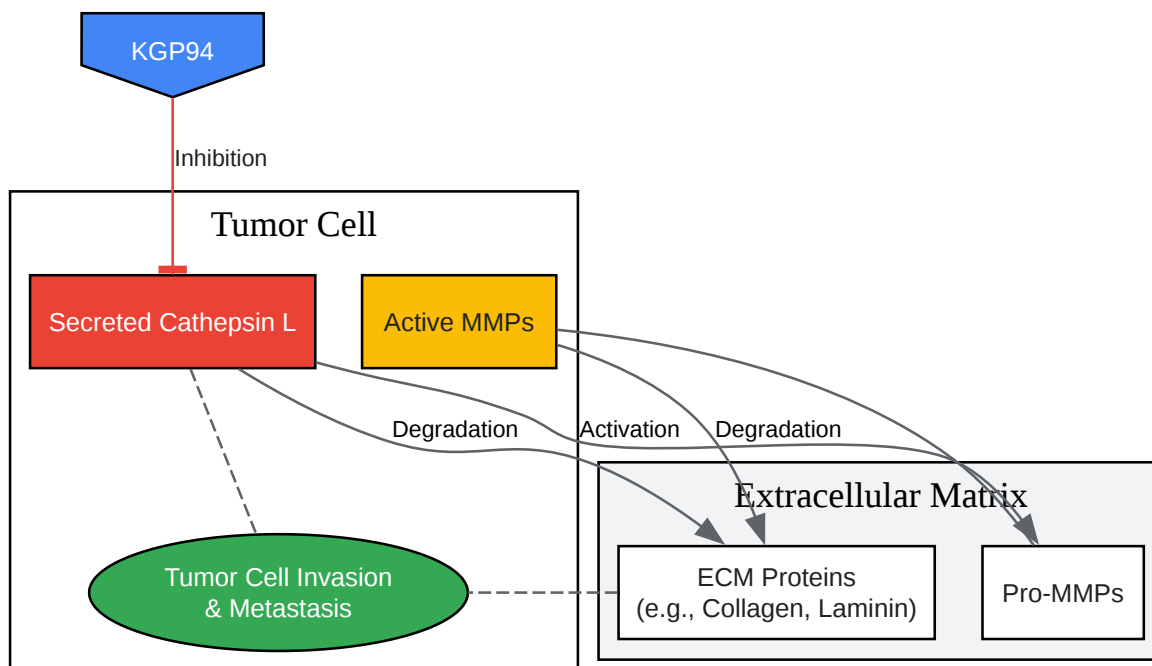 KGP94
Inhibition
Tumor Cell
Secreted Cathepsin L
Active MMPs
Degradation
Activation
Degradation
Extracellular Matrix
Tumor Cell Invasion
& Metastasis
ECM Proteins
(e.g., Collagen, Laminin)
Pro-MMPs